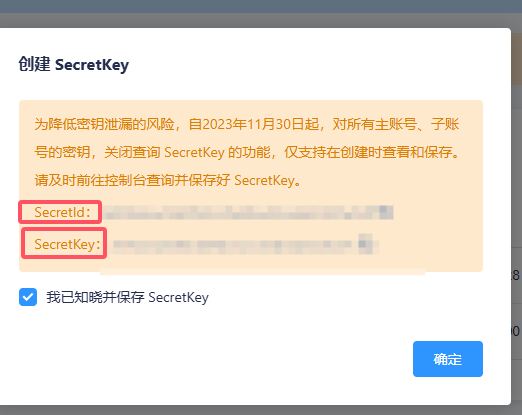 创建 SecretKey
为降低密钥泄漏的风险，自2023年11月30日起，对所有主账号、子账
号的密钥，关闭查询 SecretKey 的功能，仅支持在创建时查看和保存。
请及时前往控制台查询并保存好 SecretKey。
SecretId：
SecretKey：
我已知晓并保存 SecretKey
确定